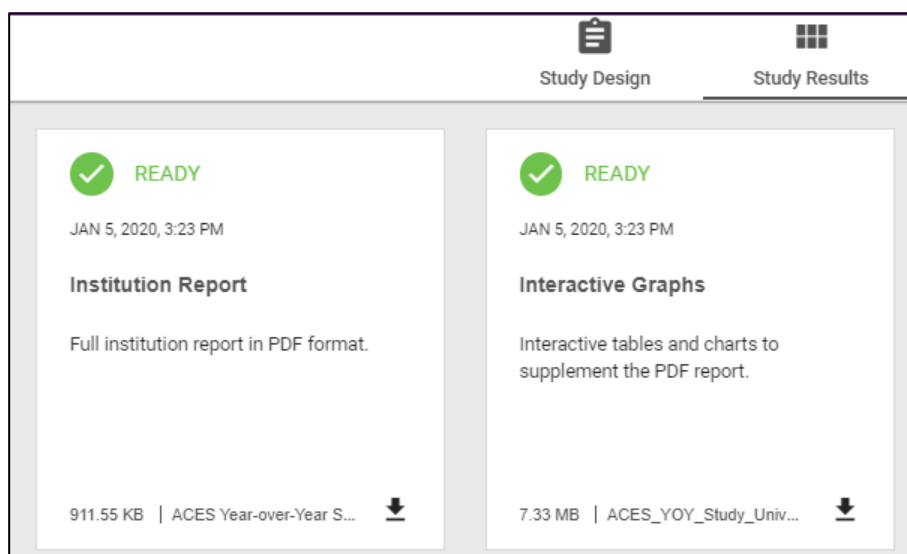 Study Design
Study Results
READY
JAN 5, 2020, 3:23 PM
Institution Report
Full institution report in PDF format.
911.55 KB | ACES Year-over-Year S...
READY
JAN 5, 2020, 3:23 PM
Interactive Graphs
Interactive tables and charts to
supplement the PDF report.
7.33 MB | ACES_YOY_Study_Univ...